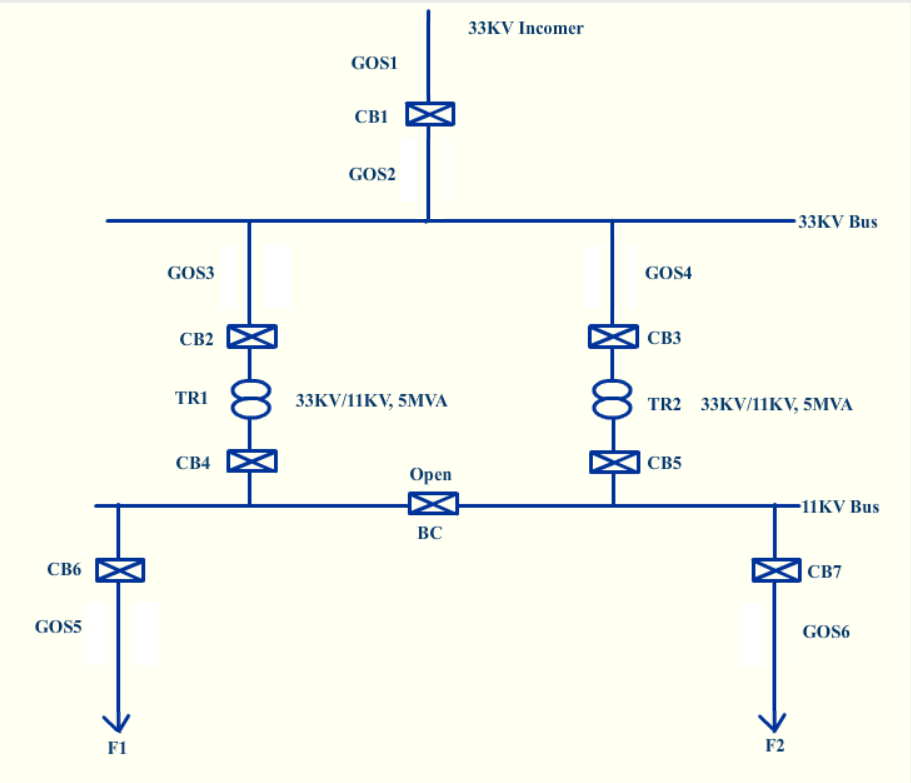 33KV Incomer
GOS1
CB1
GOS2
33KV Bus
GOS3
GOS4
CB2
CB3
TR1
33KV/11KV, 5MVA
TR2
33KV/11KV, 5MVA
CB4
CB5
Open
BC
11KV Bus
CB6
CB7
GOS5
GOS6
F1
F2